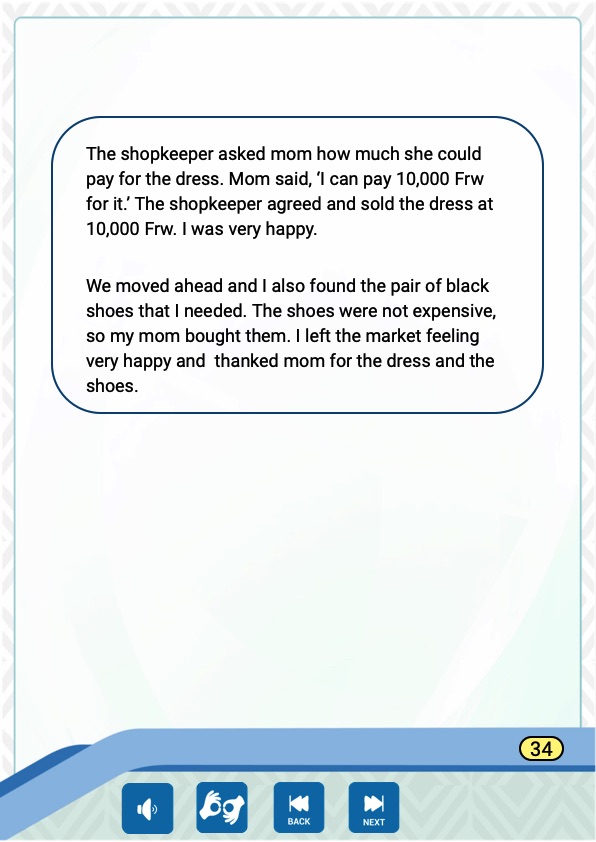 The shopkeeper asked mom how much she could
pay for the dress. Mom said, ‘I can pay 10,000 Frw
for it.’ The shopkeeper agreed and sold the dress at
10,000 Frw. I was very happy.
We moved ahead and I also found the pair of black
shoes that I needed. The shoes were not expensive,
so my mom bought them. I left the market feeling
very happy and  thanked mom for the dress and the
shoes.
34
BACK
NEXT